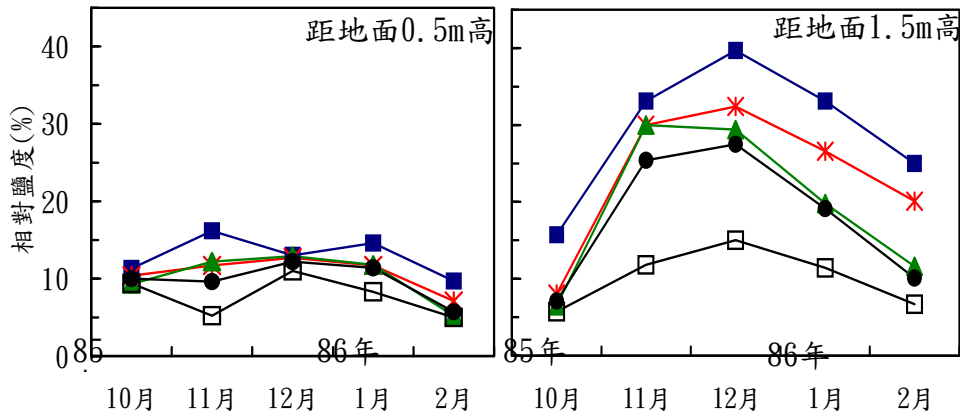 距地面0.5m高
距地面1.5m高
相對鹽度(%)
40
30
20
10
0
85
86年
85年
86年
10月 11月 12月 1月 2月
10月 11月 12月 1月 2月